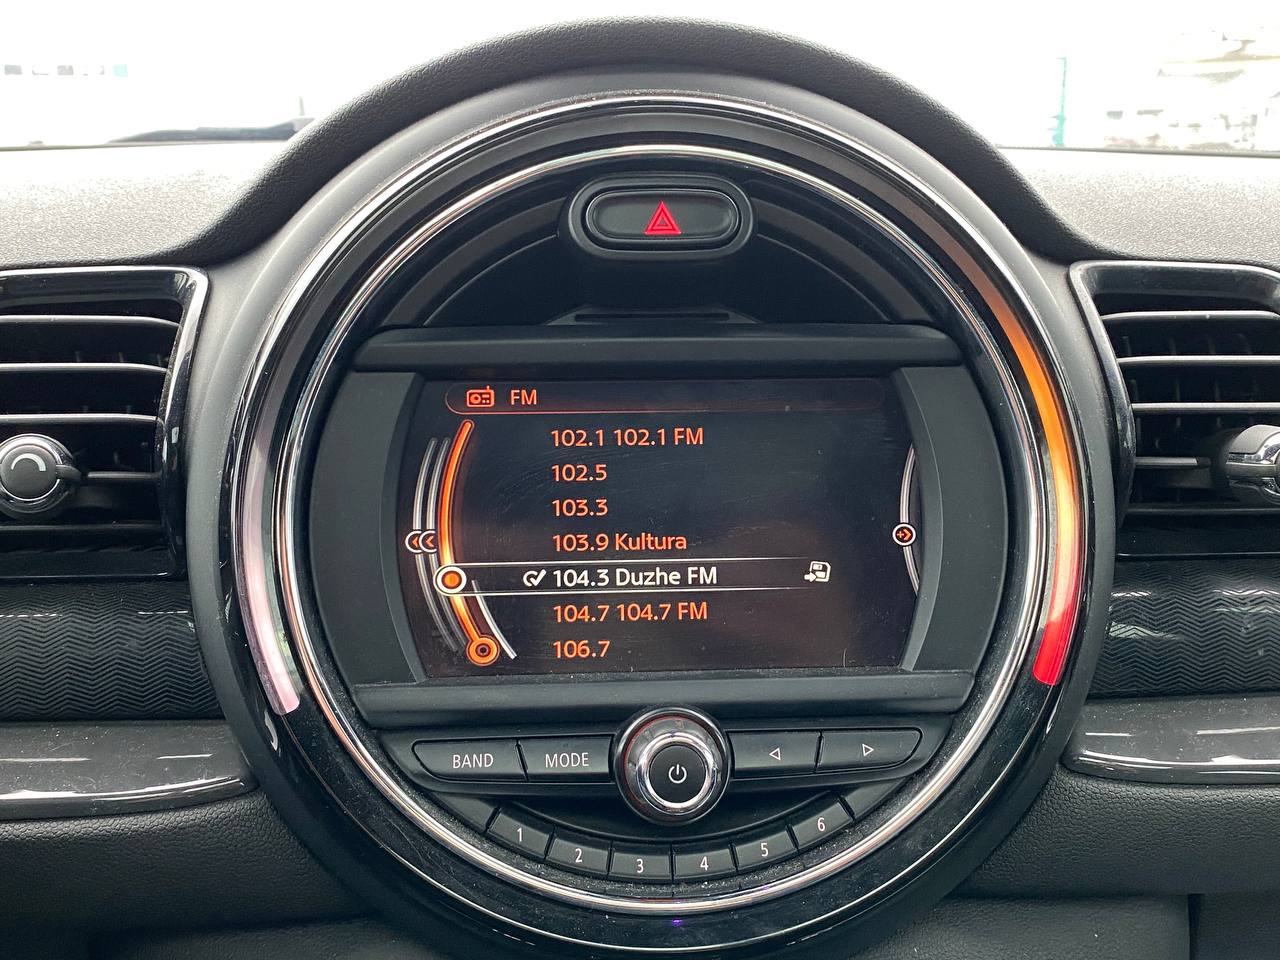 FM
102.1 102.1 FM
102.5
103.3
103.9 Kultura
104.3 Duzhe FM
104.7 104.7 FM
106.7
BAND
MODE
1
2
3
4
5
6